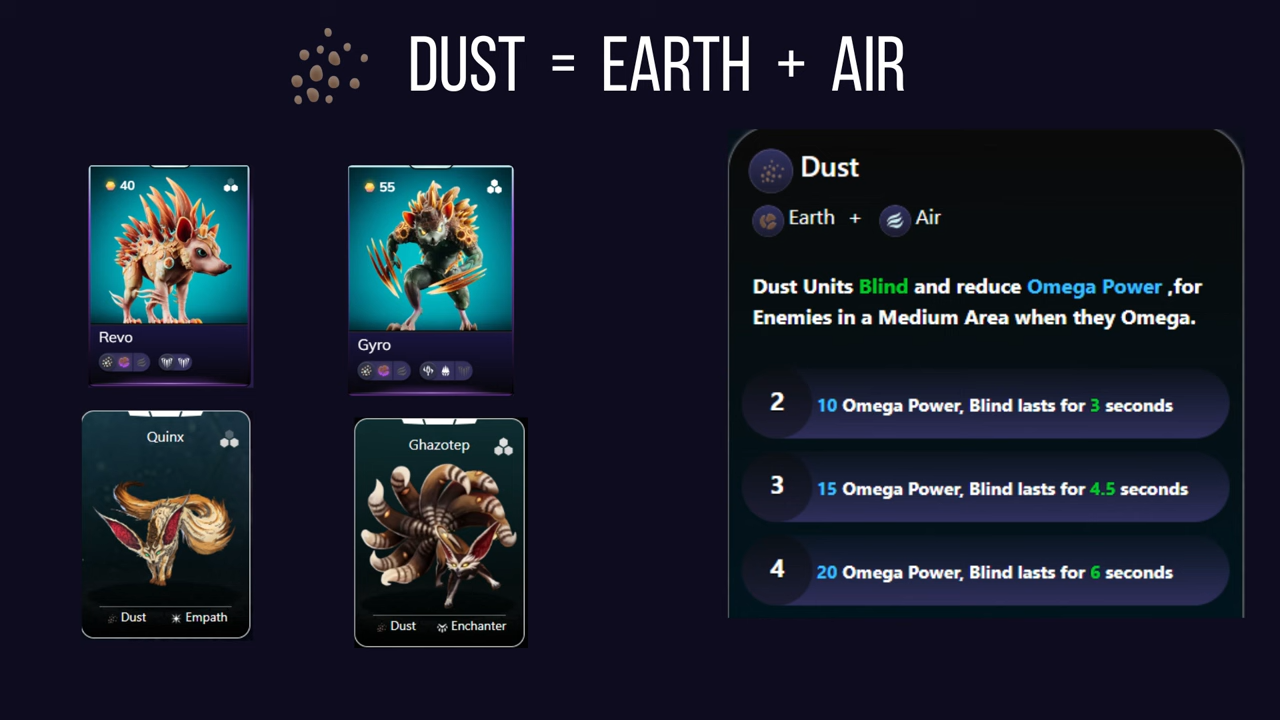 DUST = EARTH + AIR
40
Revo
55
Gyro
Quinx
Dust Empath
Ghazotep
Dust Enchanter
Dust
Earth + Air
Dust Units Blind and reduce Omega Power ,for
Enemies in a Medium Area when they Omega.
2 10 Omega Power, Blind lasts for 3 seconds
3 15 Omega Power, Blind lasts for 4.5 seconds
4 20 Omega Power, Blind lasts for 6 seconds